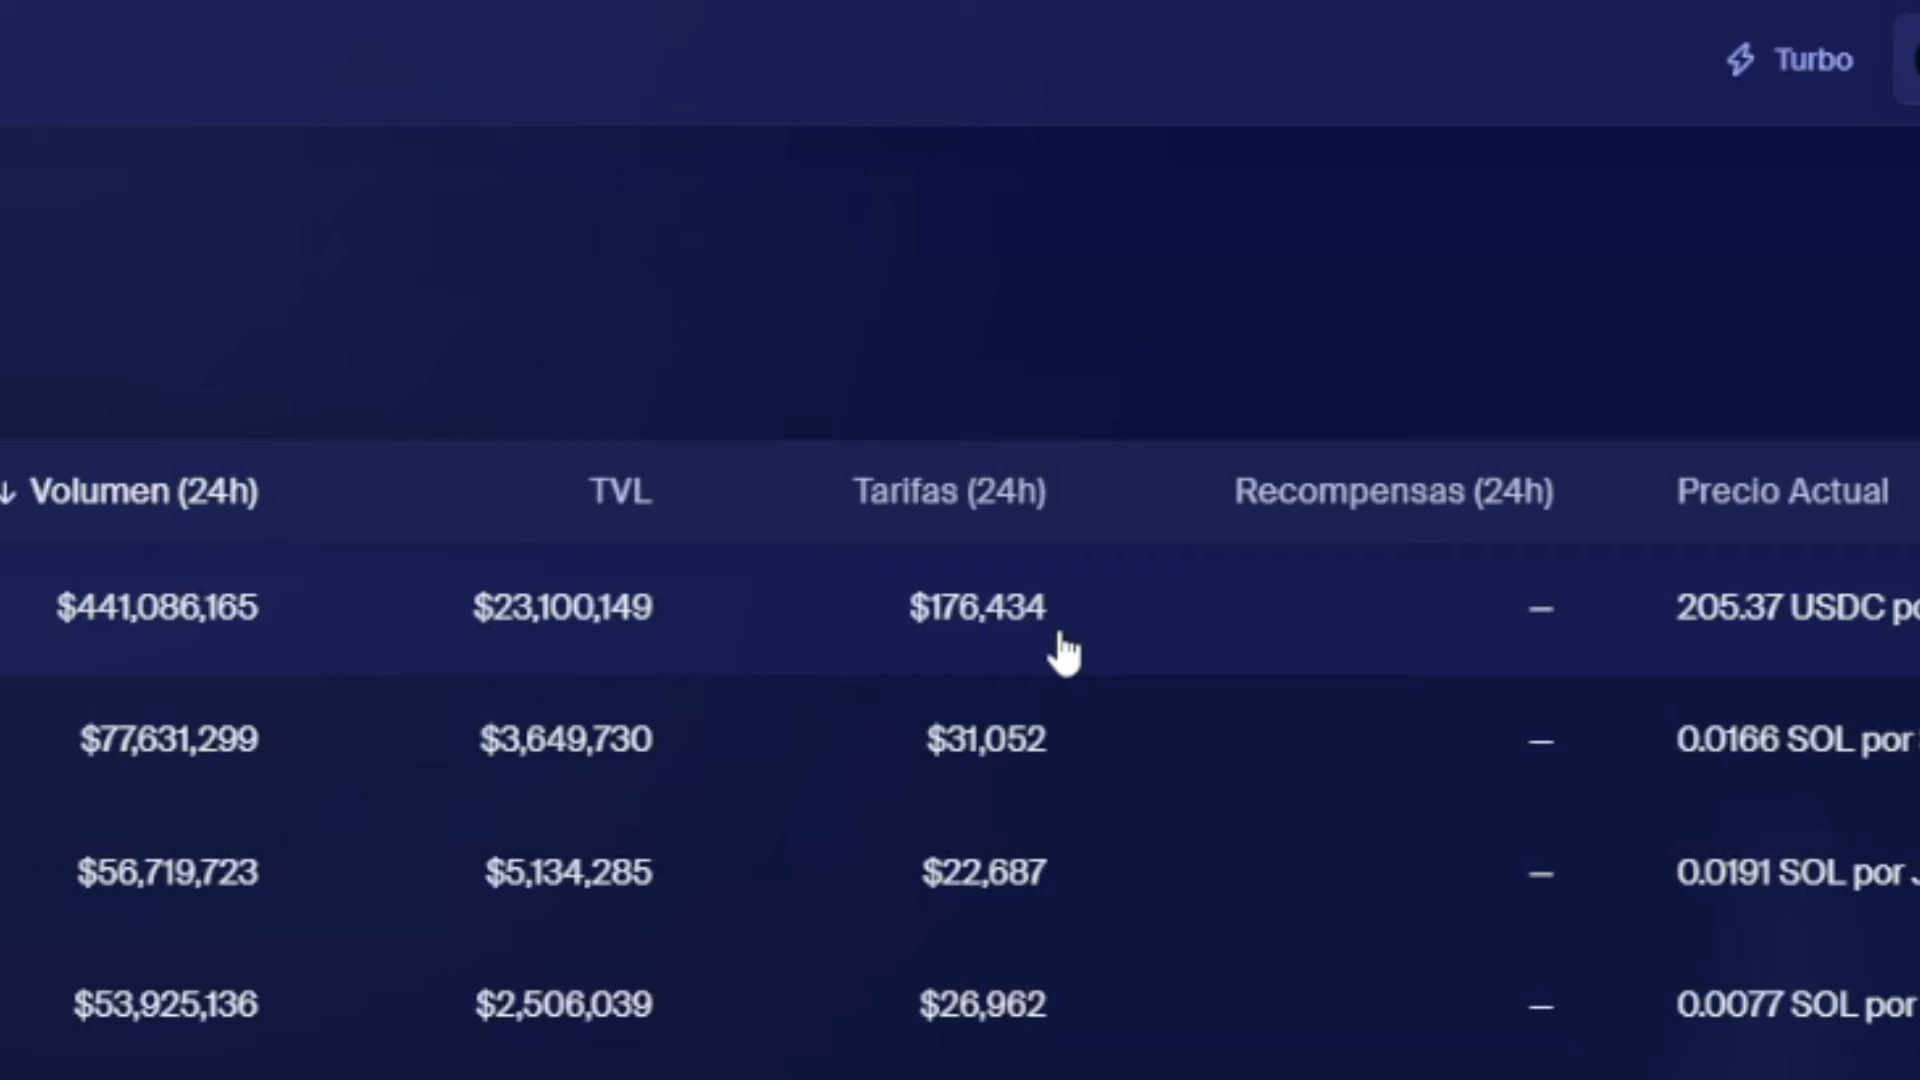 Turbo
↓ Volumen (24h) TVL Tarifas (24h) Recompensas (24h) Precio Actual
$441,086,165 $23,100,149 $176,434 — 205.37 USDC
$77,631,299 $3,649,730 $31,052 — 0.0166 SOL por
$56,719,723 $5,134,285 $22,687 — 0.0191 SOL por
$53,925,136 $2,506,039 $26,962 — 0.0077 SOL por